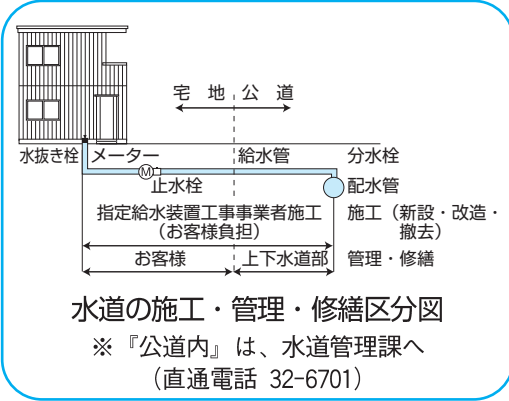 宅地 公道
水抜き栓 メーター 給水管 分水栓
M
止水栓 配水管
指定給水装置工事事業者施工 施工(新設・改造・
(お客様負担) 撤去)
お客様 上下水道部 管理・修繕
水道の施工・管理・修繕区分図
※『公道内』は、水道管理課へ
(直通電話 32-6701)